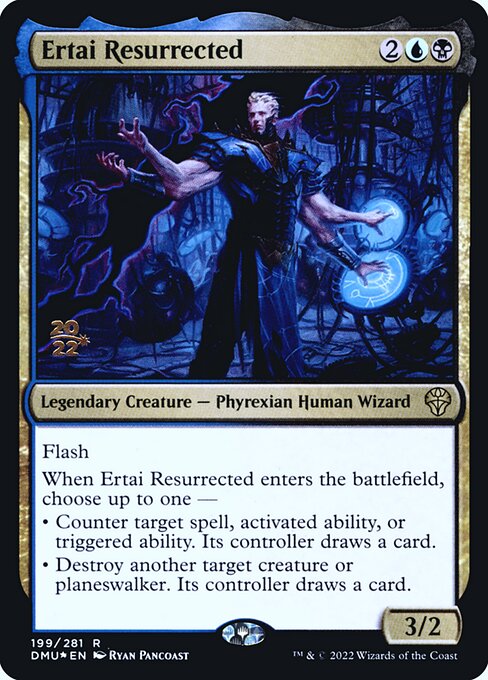 Ertai Resurrected 2
20
22
Legendary Creature — Phyrexian Human Wizard
Flash
When Ertai Resurrected enters the battlefield,
choose up to one —
• Counter target spell, activated ability, or
triggered ability. Its controller draws a card.
• Destroy another target creature or
planeswalker. Its controller draws a card.
3/2
199/281 R
DMU★EN Ryan Pancoast
™ & © 2022 Wizards of the Coast